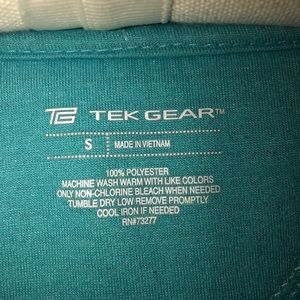 TG TEK GEAR™
S | MADE IN VIETNAM
100% POLYESTER
MACHINE WASH WARM WITH LIKE COLORS
ONLY NON-CHLORINE BLEACH WHEN NEEDED
TUMBLE DRY LOW REMOVE PROMPTLY
COOL IRON IF NEEDED
RN#73277